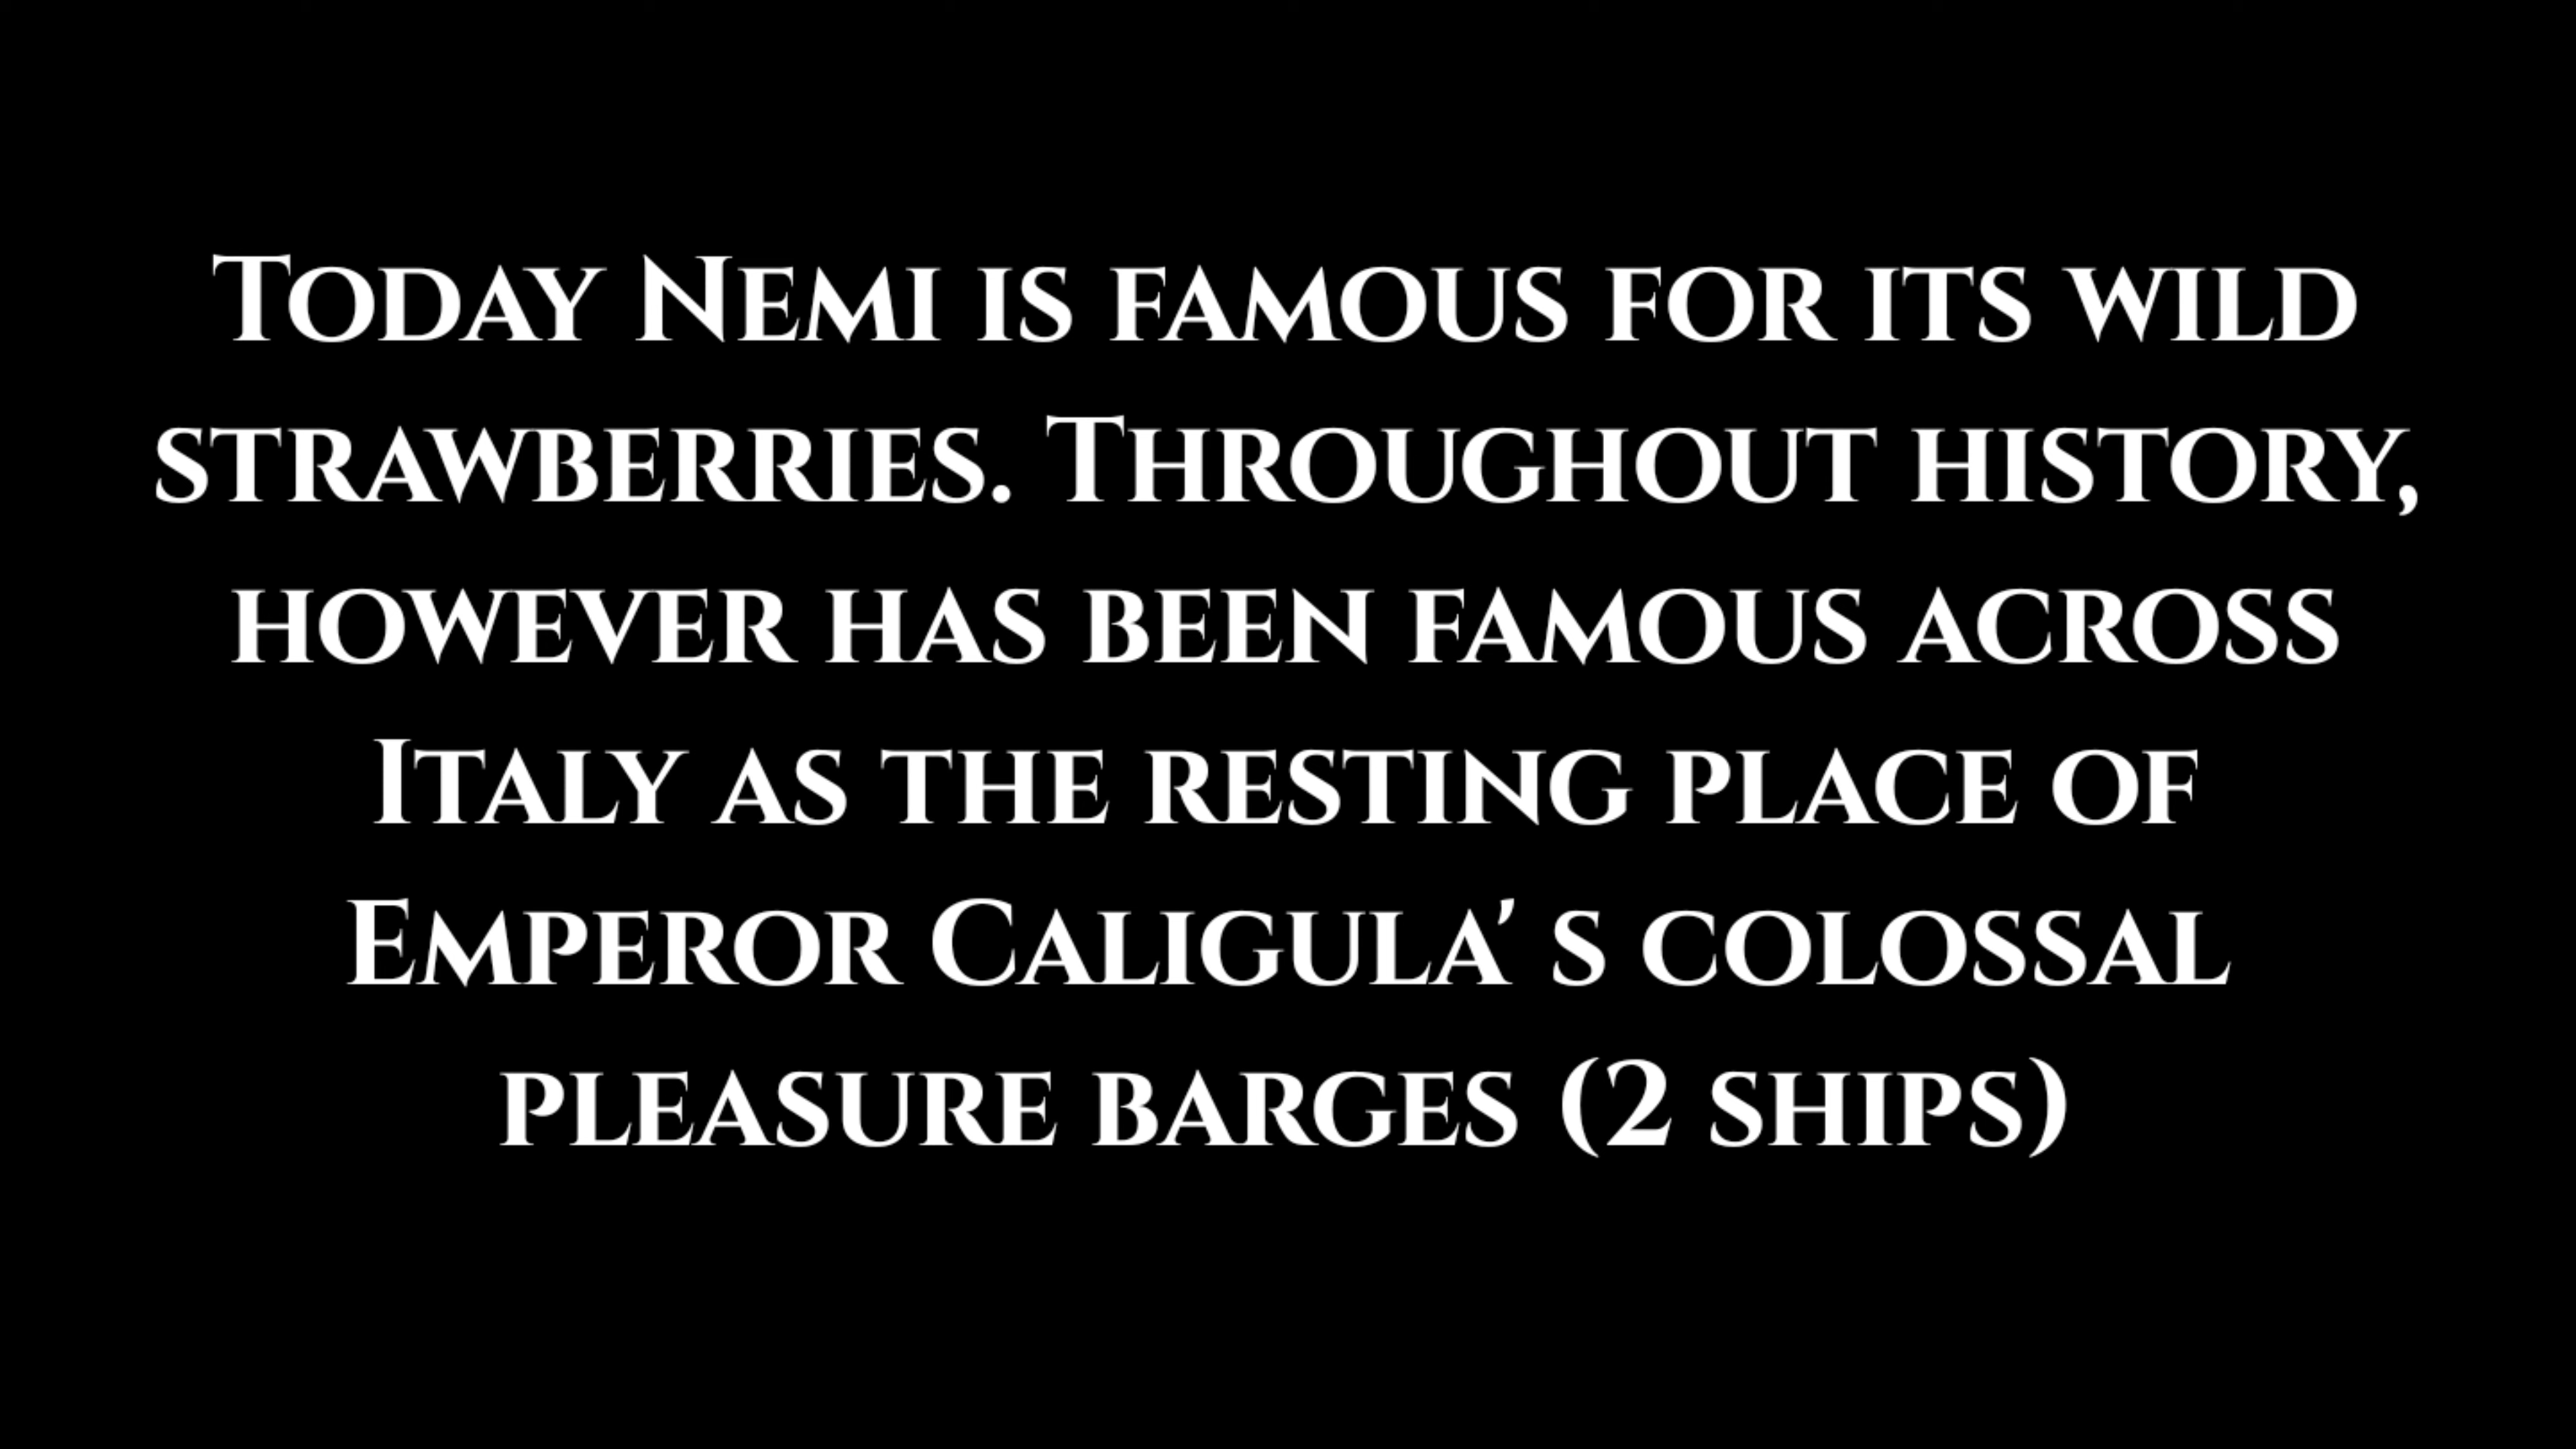 Today Nemi is famous for its wild
strawberries. Throughout history,
however has been famous across
Italy as the resting place of
Emperor Caligula' s colossal
pleasure barges (2 ships)